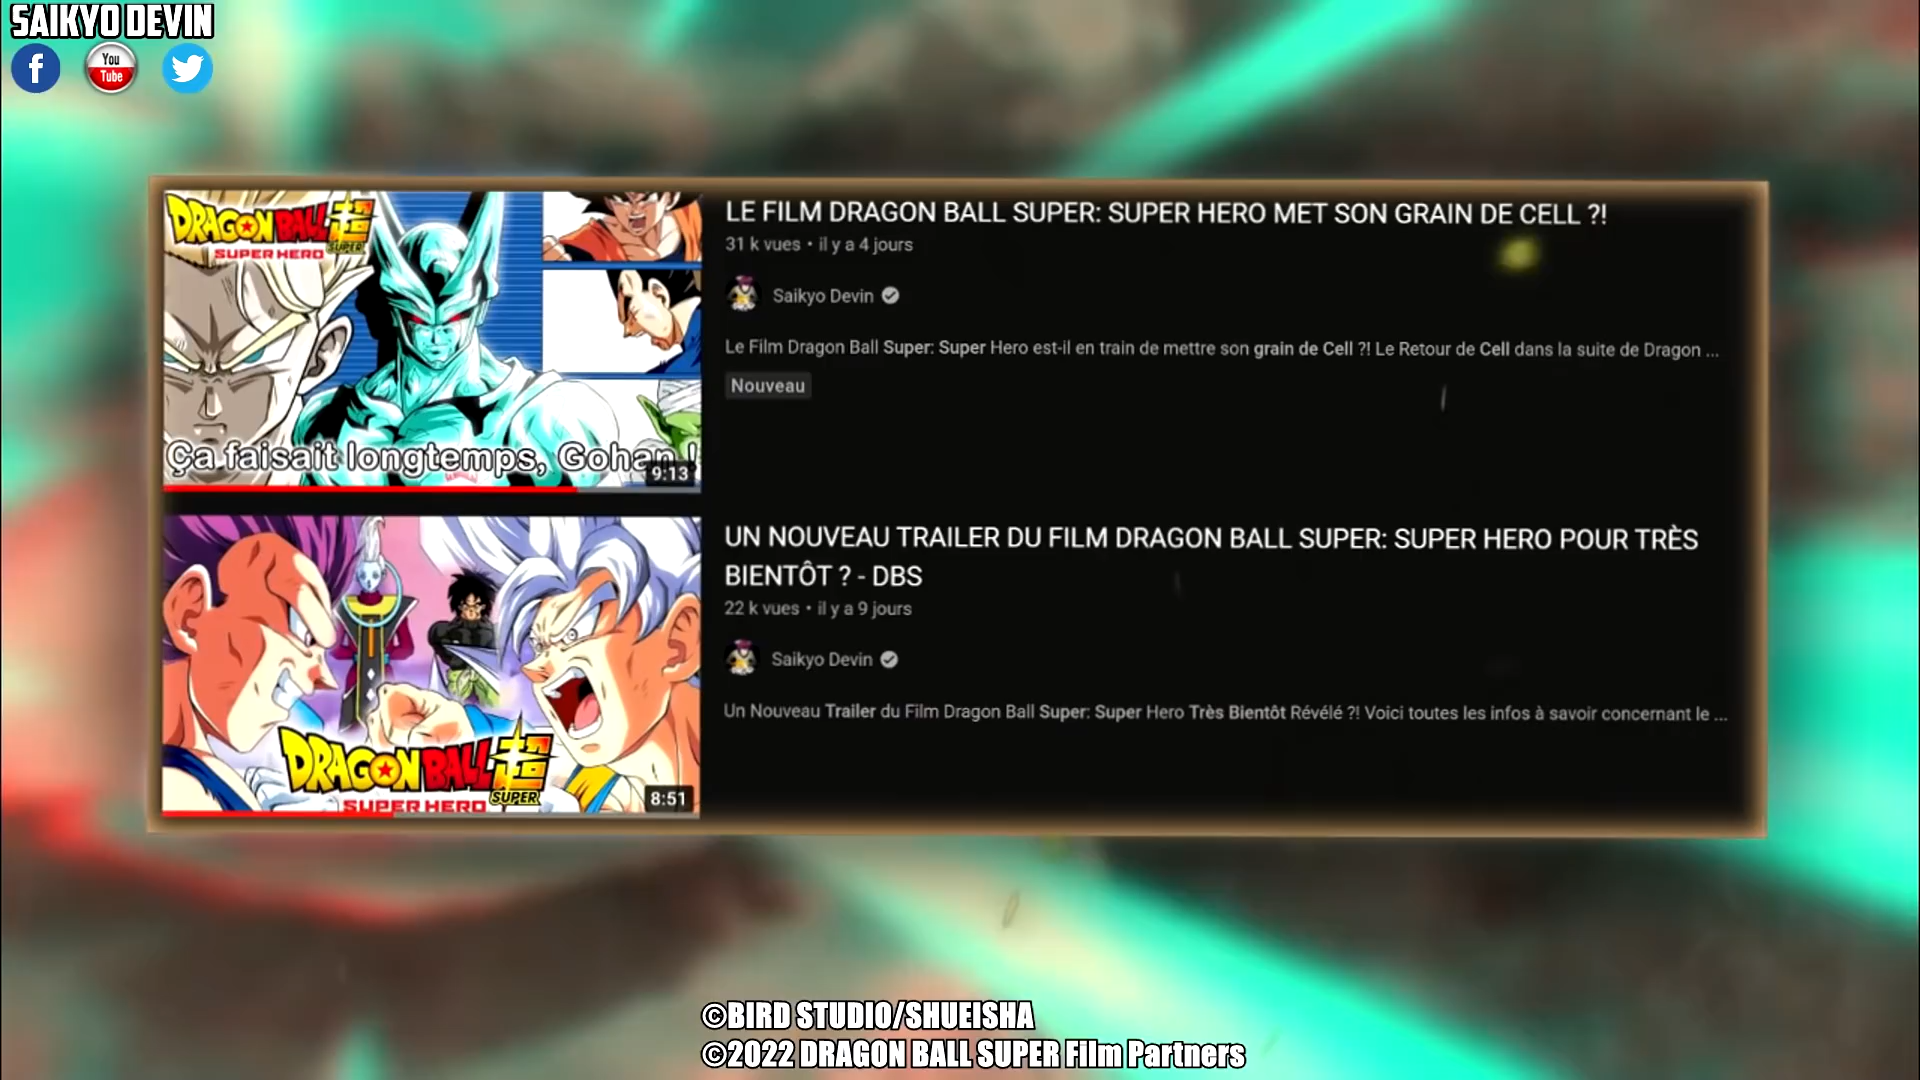 SAIKYO DEVIN
f
You
Tube
DRAGON BALL 超
SUPER
SUPER HERO
Ça faisait longtemps, Gohan !
9:13
LE FILM DRAGON BALL SUPER: SUPER HERO MET SON GRAIN DE CELL ?!
31 k vues • il y a 4 jours
Saikyo Devin
Le Film Dragon Ball Super: Super Hero est-il en train de mettre son grain de Cell ?! Le Retour de Cell dans la suite de Dragon ...
Nouveau
DRAGON BALL 超
SUPER
SUPER HERO
8:51
UN NOUVEAU TRAILER DU FILM DRAGON BALL SUPER: SUPER HERO POUR TRÈS
BIENTÔT ? - DBS
22 k vues • il y a 9 jours
Saikyo Devin
Un Nouveau Trailer du Film Dragon Ball Super: Super Hero Très Bientôt Révélé ?! Voici toutes les infos à savoir concernant le ...
©BIRD STUDIO/SHUEISHA
©2022 DRAGON BALL SUPER Film Partners